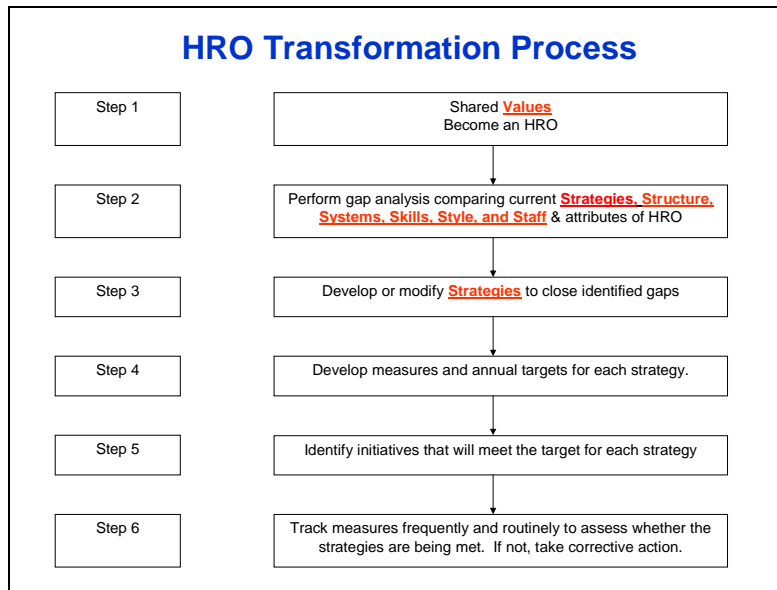 HRO Transformation Process
Step 1
Shared Values
Become an HRO
Step 2
Perform gap analysis comparing current Strategies, Structure,
Systems, Skills, Style, and Staff & attributes of HRO
Step 3
Develop or modify Strategies to close identified gaps
Step 4
Develop measures and annual targets for each strategy.
Step 5
Identify initiatives that will meet the target for each strategy
Step 6
Track measures frequently and routinely to assess whether the
strategies are being met.  If not, take corrective action.